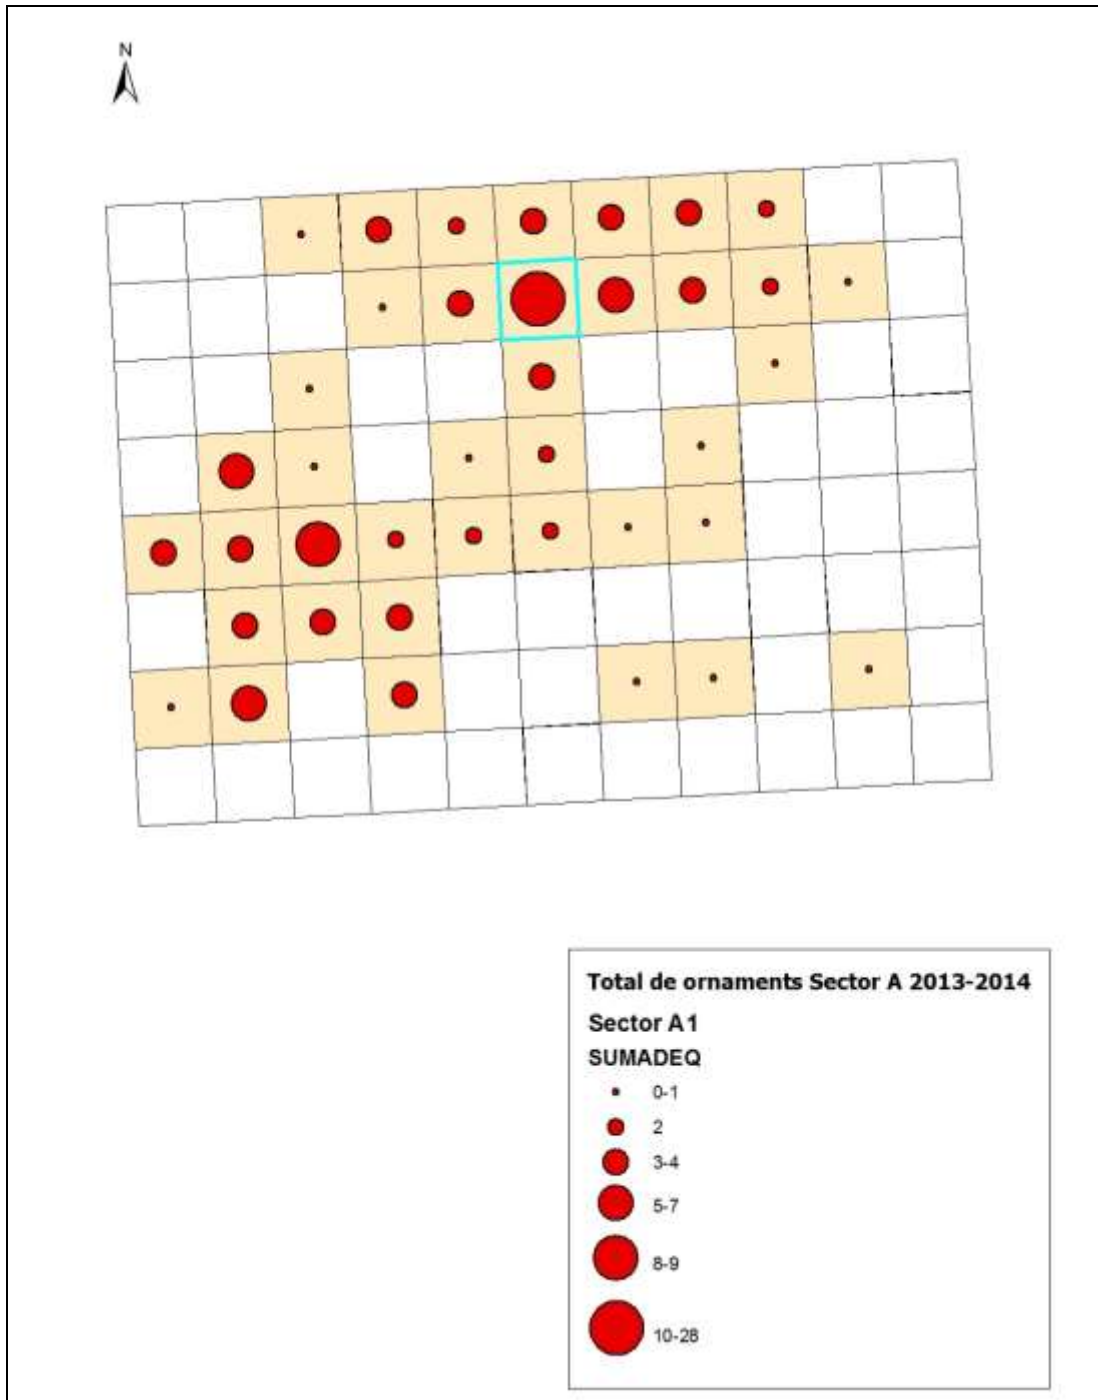 N
Total de ornaments Sector A 2013-2014
Sector A1
SUMADEQ
0-1
2
3-4
5-7
8-9
10-28